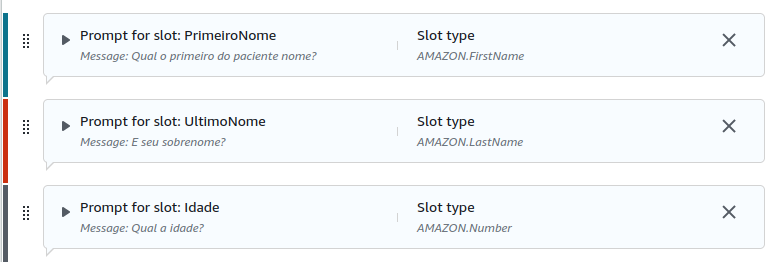 Prompt for slot: PrimeiroNome
Slot type
Message: Qual o primeiro do paciente nome?
AMAZON.FirstName
Prompt for slot: UltimoNome
Slot type
Message: E seu sobrenome?
AMAZON.LastName
Prompt for slot: Idade
Slot type
Message: Qual a idade?
AMAZON.Number